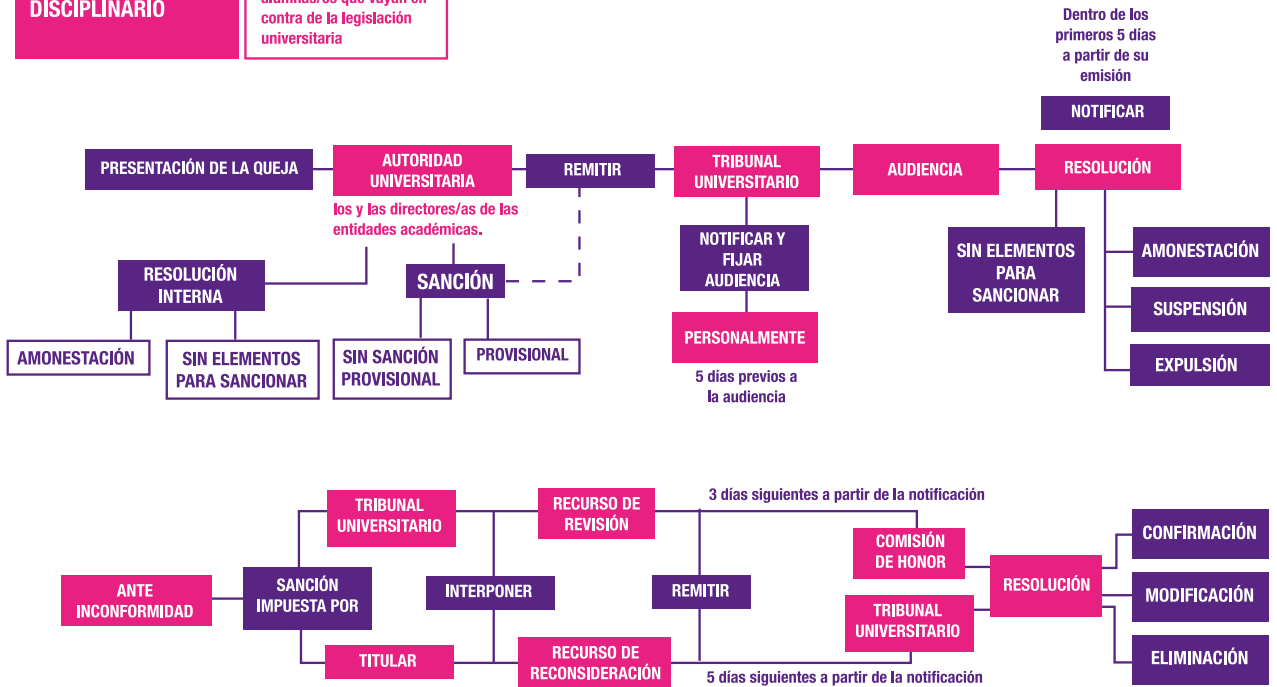 DISCIPLINARIO
alumnas/os que vayan en
contra de la legislación
universitaria
Dentro de los
primeros 5 días
a partir de su
emisión
NOTIFICAR
PRESENTACIÓN DE LA QUEJA
AUTORIDAD
UNIVERSITARIA
REMITIR
TRIBUNAL
UNIVERSITARIO
AUDIENCIA
RESOLUCIÓN
los y las directores/as de las
entidades académicas.
RESOLUCIÓN
INTERNA
SANCIÓN
NOTIFICAR Y
FIJAR
AUDIENCIA
SIN ELEMENTOS
PARA
SANCIONAR
AMONESTACIÓN
SUSPENSIÓN
EXPULSIÓN
AMONESTACIÓN
SIN ELEMENTOS
PARA SANCIONAR
SIN SANCIÓN
PROVISIONAL
PROVISIONAL
PERSONALMENTE
5 días previos a
la audiencia
ANTE
INCONFORMIDAD
SANCIÓN
IMPUESTA POR
TRIBUNAL
UNIVERSITARIO
TITULAR
INTERPONER
RECURSO DE
REVISIÓN
RECURSO DE
RECONSIDERACIÓN
REMITIR
3 días siguientes a partir de la notificación
5 días siguientes a partir de la notificación
COMISIÓN
DE HONOR
TRIBUNAL
UNIVERSITARIO
RESOLUCIÓN
CONFIRMACIÓN
MODIFICACIÓN
ELIMINACIÓN